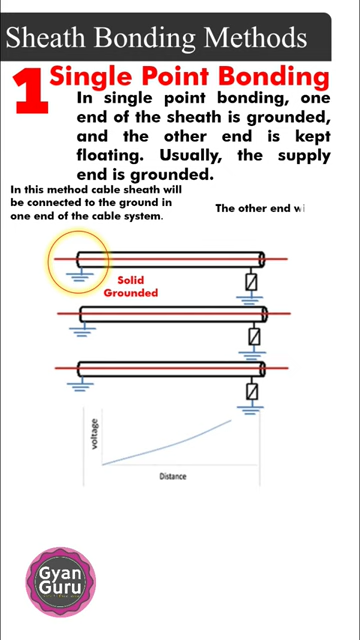 Sheath Bonding Methods
1
Single Point Bonding
In single point bonding, one
end of the sheath is grounded,
and the other end is kept
floating. Usually, the supply
end is grounded.
In this method cable sheath will
be connected to the ground in
one end of the cable system.
The other end
Solid
Grounded
voltage
Distance
Gyan
Guru